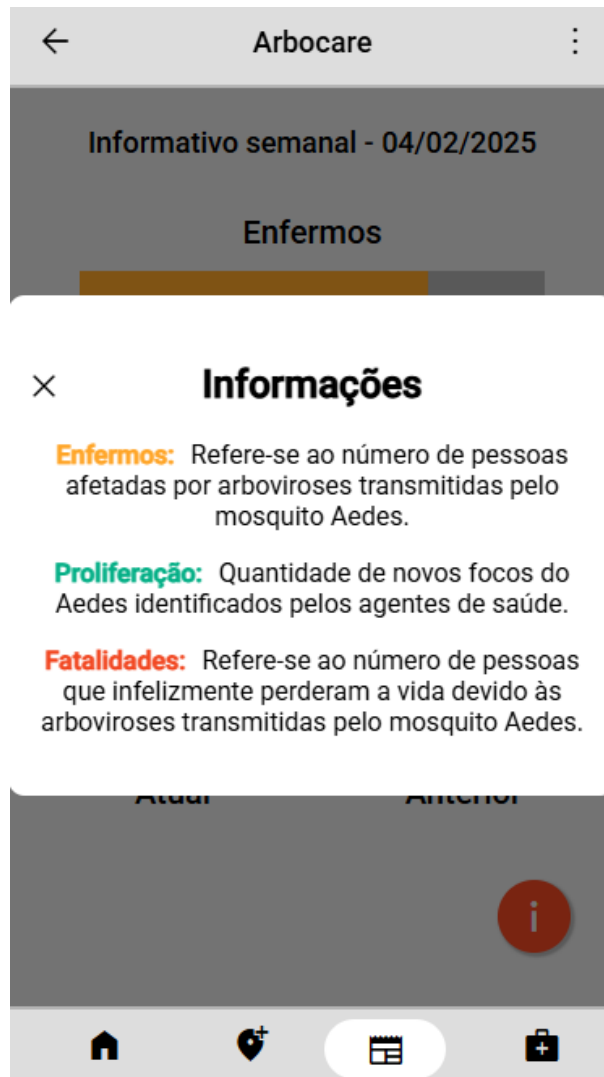 Arbocare
Informativo semanal - 04/02/2025
Enfermos
Informações
Enfermos: Refere-se ao número de pessoas
afetadas por arboviroses transmitidas pelo
mosquito Aedes.
Proliferação: Quantidade de novos focos do
Aedes identificados pelos agentes de saúde.
Fatalidades: Refere-se ao número de pessoas
que infelizmente perderam a vida devido às
arboviroses transmitidas pelo mosquito Aedes.
Atual Anterior
i